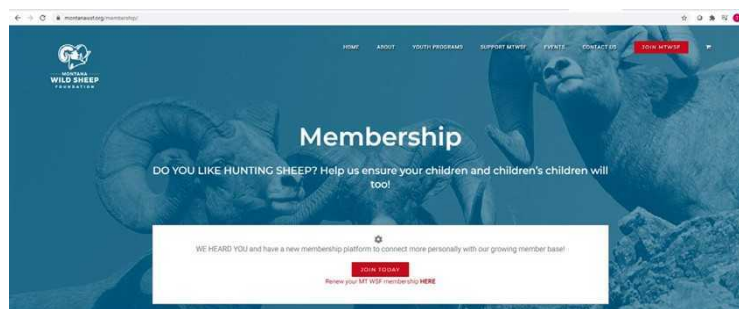 montanawsf.org/membership/
HOME ABOUT YOUTH PROGRAMS SUPPORT MTWSF EVENTS CONTACT US JOIN MTWSF
MONTANA
WILD SHEEP
FOUNDATION
Membership
DO YOU LIKE HUNTING SHEEP? Help us ensure your children and children's children will
too!
WE HEARD YOU and have a new membership platform to connect more personally with our growing member base!
JOIN TODAY
Renew your MT WSF membership HERE